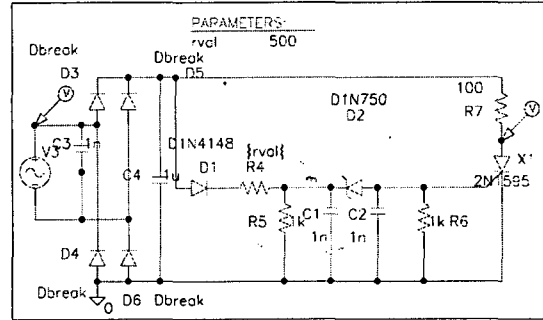 PARAMETERS:
rval 500
Dbreak
Dbreak
D3
D5
D1N750
D2
100
R7
V
V
C3
1n
V3
D1N4148
D1
{rval}
R4
C4
1u
X1
2N1595
R5
1k
C1
1n
C2
1n
1k R6
D4
Dbreak
D6
Dbreak
0